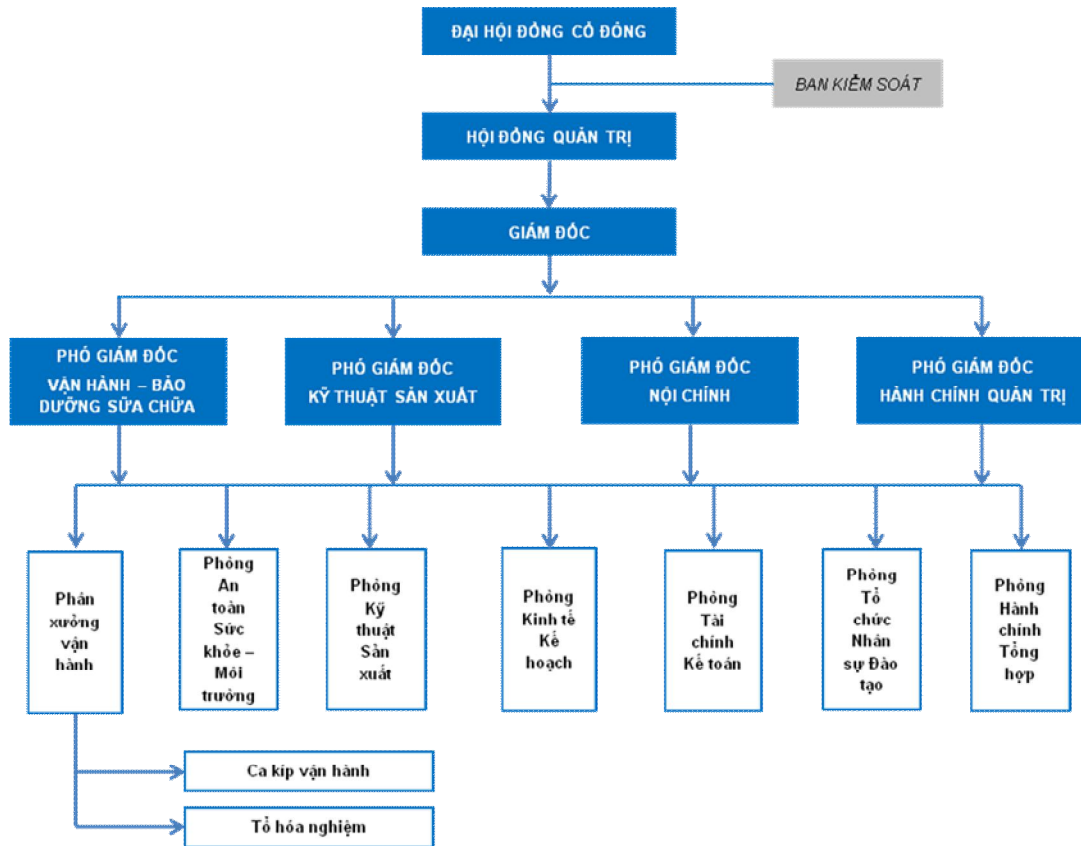 ĐẠI HỘI ĐỒNG CỔ ĐÔNG
BAN KIỂM SOÁT
HỘI ĐỒNG QUẢN TRỊ
GIÁM ĐỐC
PHÓ GIÁM ĐỐC
VẬN HÀNH – BẢO
DƯỠNG SỮA CHỮA
PHÓ GIÁM ĐỐC
KỸ THUẬT SẢN XUẤT
PHÓ GIÁM ĐỐC
NỘI CHÍNH
PHÓ GIÁM ĐỐC
HÀNH CHÍNH QUẢN TRỊ
Phân
xưởng
vận
hành
Phòng
An
toàn
Sức
khỏe –
Môi
trường
Phòng
Kỹ
thuật
Sản
xuất
Phòng
Kinh tế
Kế
hoạch
Phòng
Tài
chính
Kế toán
Phòng
Tổ
chức
Nhân
sự Đào
tạo
Phòng
Hành
chính
Tổng
hợp
Ca kíp vận hành
Tổ hóa nghiệm